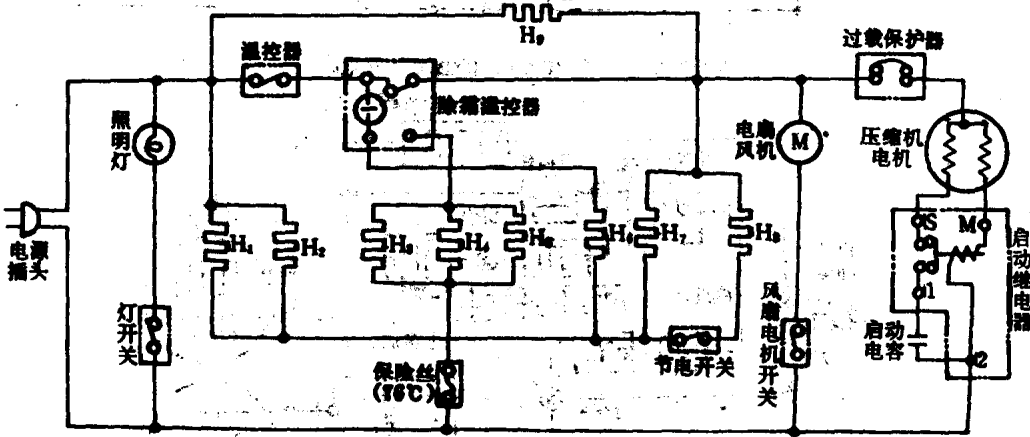 H₉
温控器
过载保护器
除霜温控器
照明灯
电扇
风机
M
压缩机
电机
电源
插头
H₁
H₂
H₃
H₄
H₅
H₆
H₇
H₈
S
M
启动继电器
1
灯开关
保险丝
(76℃)
节电开关
风扇电机开关
启动
电容
2